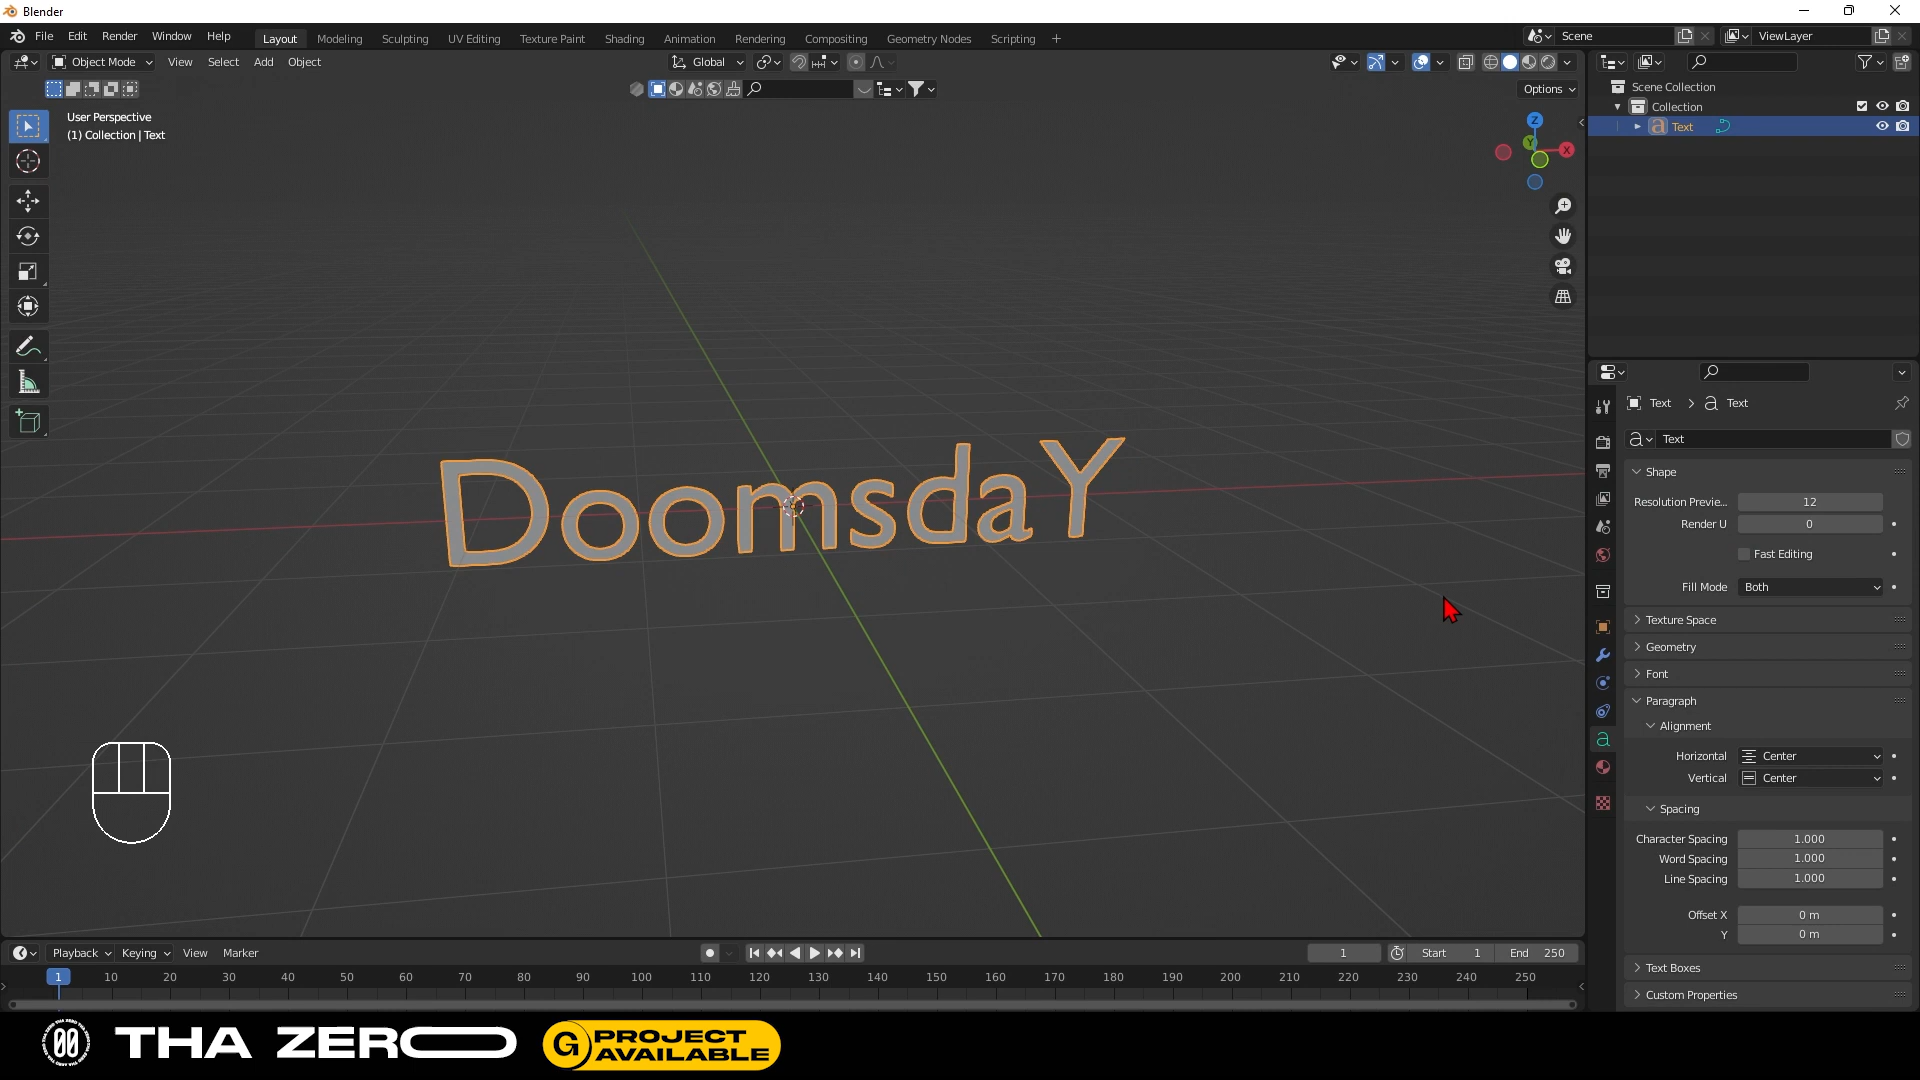 Blender
File Edit Render Window Help
Layout Modeling Sculpting UV Editing Texture Paint Shading Animation Rendering Compositing Geometry Nodes Scripting +
Scene
ViewLayer
Object Mode View Select Add Object
Global
Options
User Perspective
(1) Collection | Text
Z
Y
X
DoomsdaY
Scene Collection
Collection
Text
Text > Text
Text
Shape
Resolution Previe... 12
Render U 0
Fast Editing
Fill Mode Both
Texture Space
Geometry
Font
Paragraph
Alignment
Horizontal Center
Vertical Center
Spacing
Character Spacing 1.000
Word Spacing 1.000
Line Spacing 1.000
Offset X 0 m
Y 0 m
Text Boxes
Custom Properties
Playback Keying View Marker
1 Start 1 End 250
1 10 20 30 40 50 60 70 80 90 100 110 120 130 140 150 160 170 180 190 200 210 220 230 240 250
00 THA ZERO
G PROJECT
AVAILABLE